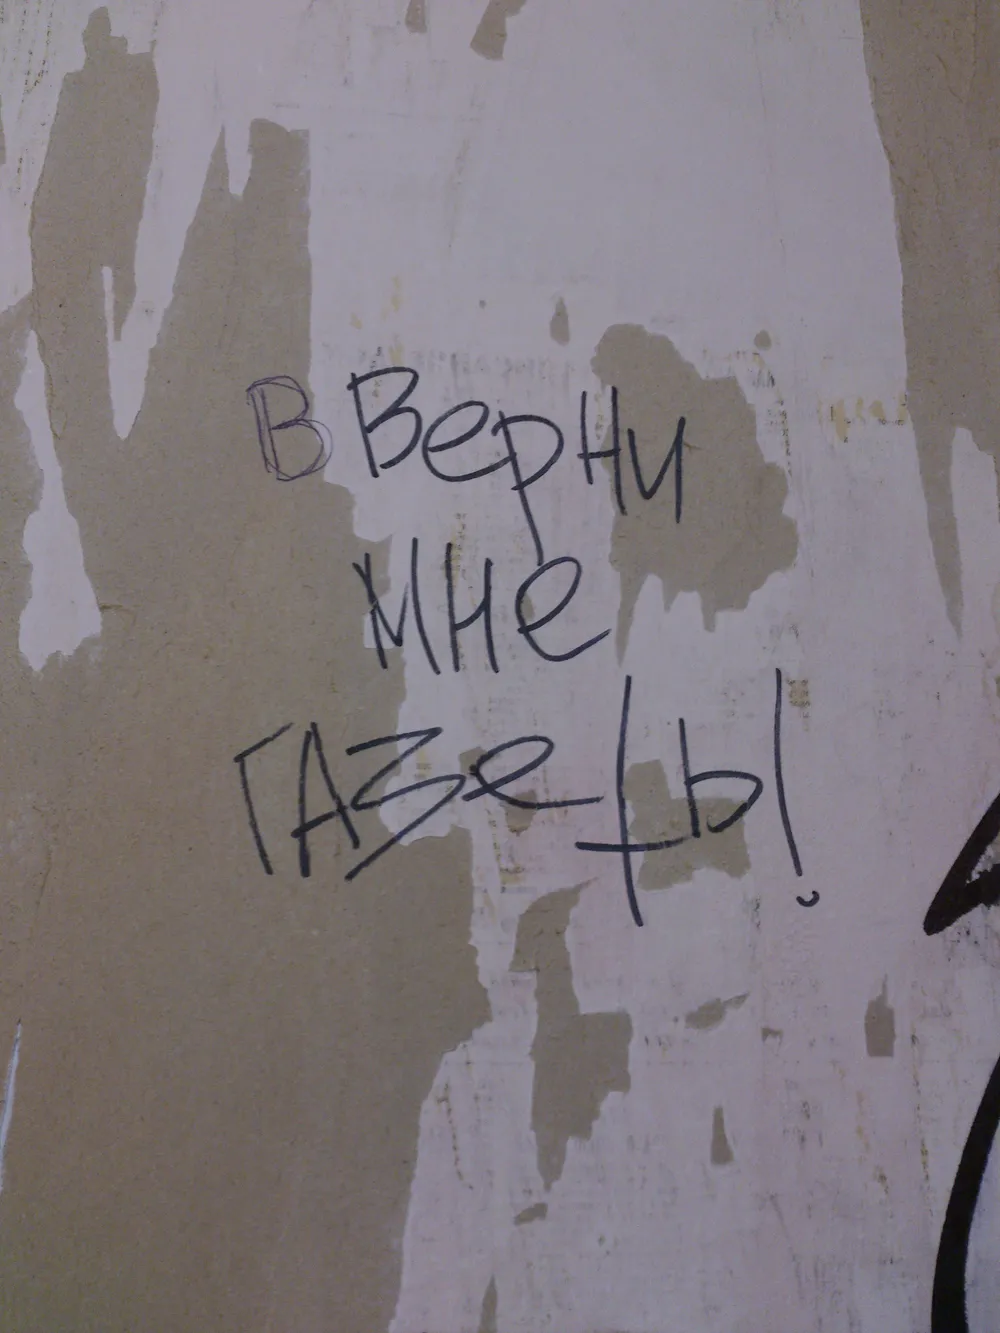 В Верни
мне
гАзеты!